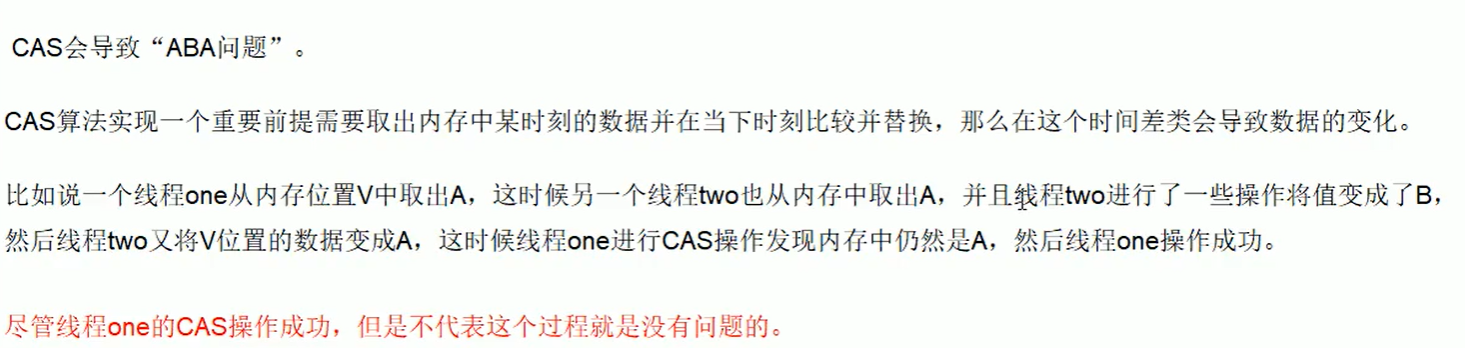 CAS会导致“ABA问题”。
CAS算法实现一个重要前提需要取出内存中某时刻的数据并在当下时刻比较并替换，那么在这个时间差类会导致数据的变化。
比如说一个线程one从内存位置V中取出A，这时候另一个线程two也从内存中取出A，并且线程two进行了一些操作将值变成了B，
然后线程two又将V位置的数据变成A，这时候线程one进行CAS操作发现内存中仍然是A，然后线程one操作成功。
尽管线程one的CAS操作成功，但是不代表这个过程就是没有问题的。